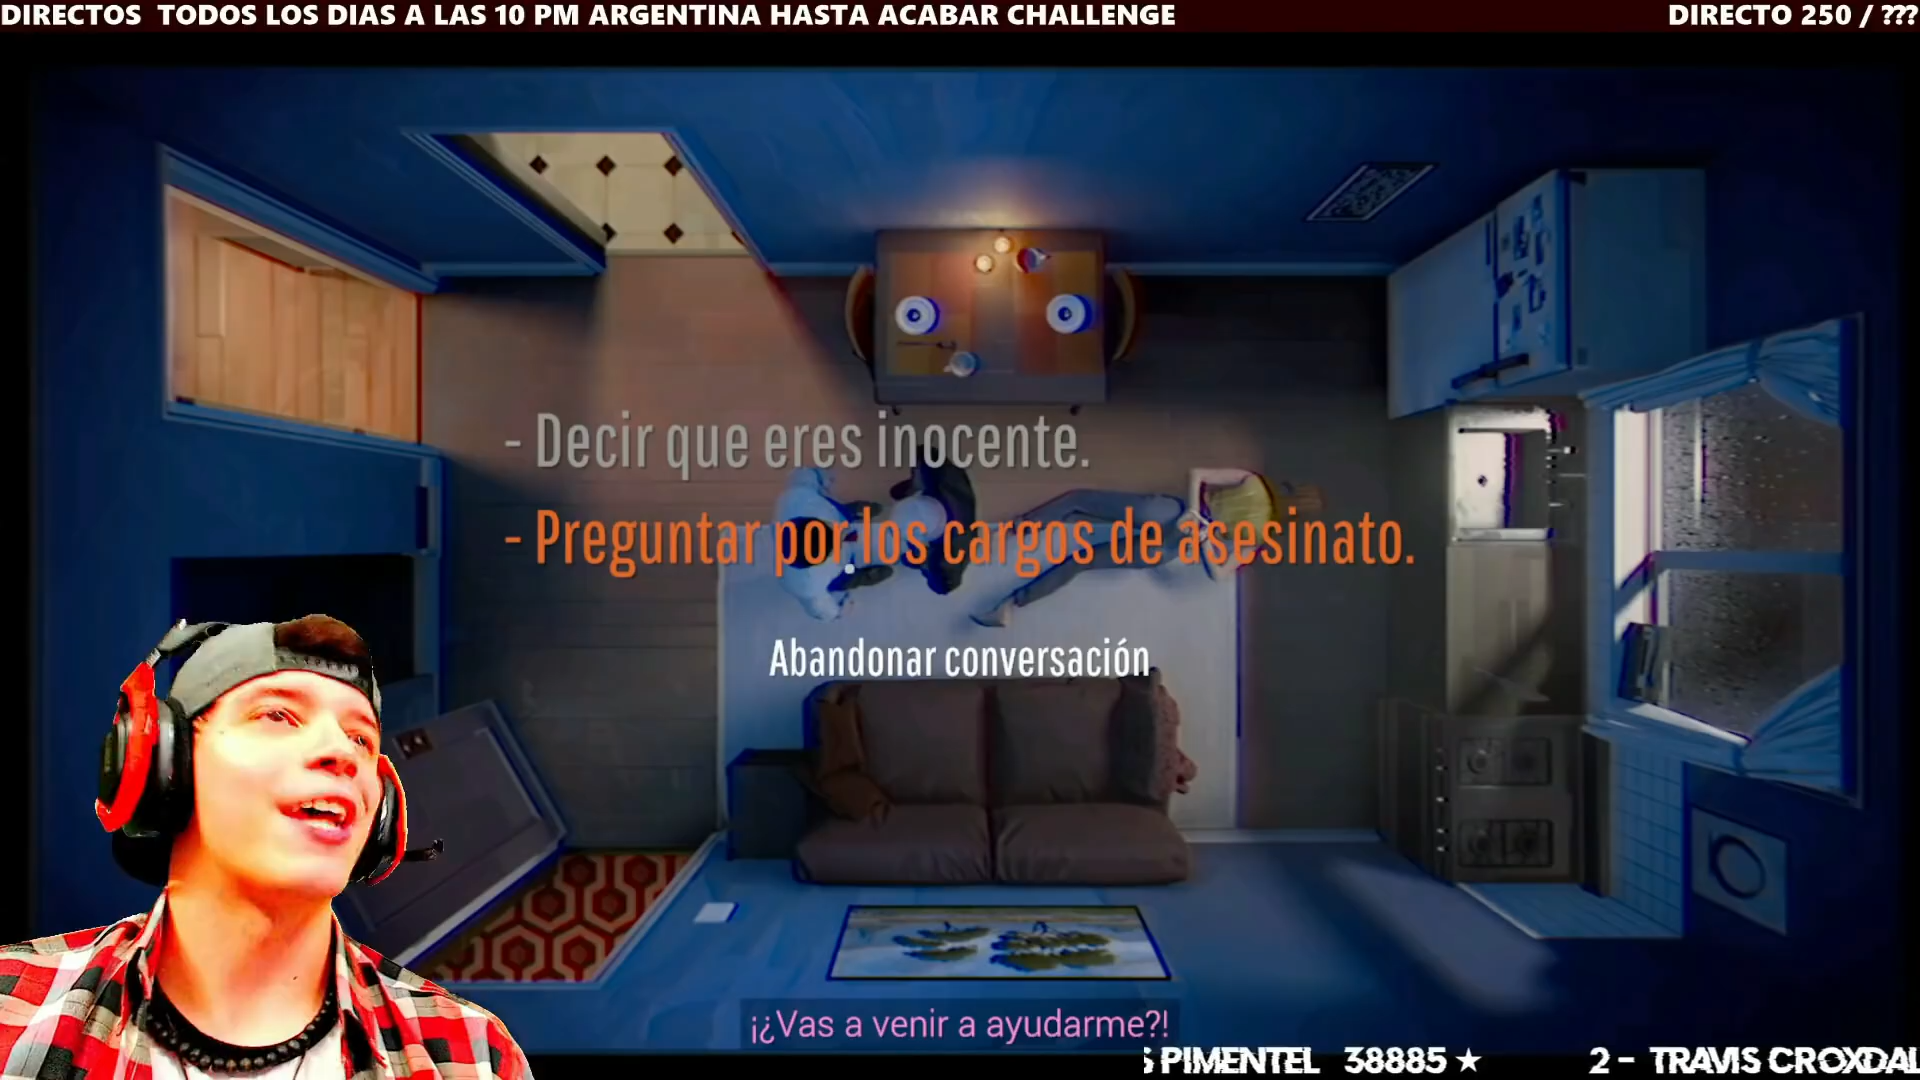 DIRECTOS  TODOS LOS DIAS A LAS 10 PM ARGENTINA HASTA ACABAR CHALLENGE
DIRECTO 250 / ???
- Decir que eres inocente.
- Preguntar por los cargos de asesinato.
Abandonar conversación
¡¿Vas a venir a ayudarme?!
PIMENTEL 38885 ★ 2 - TRAVIS